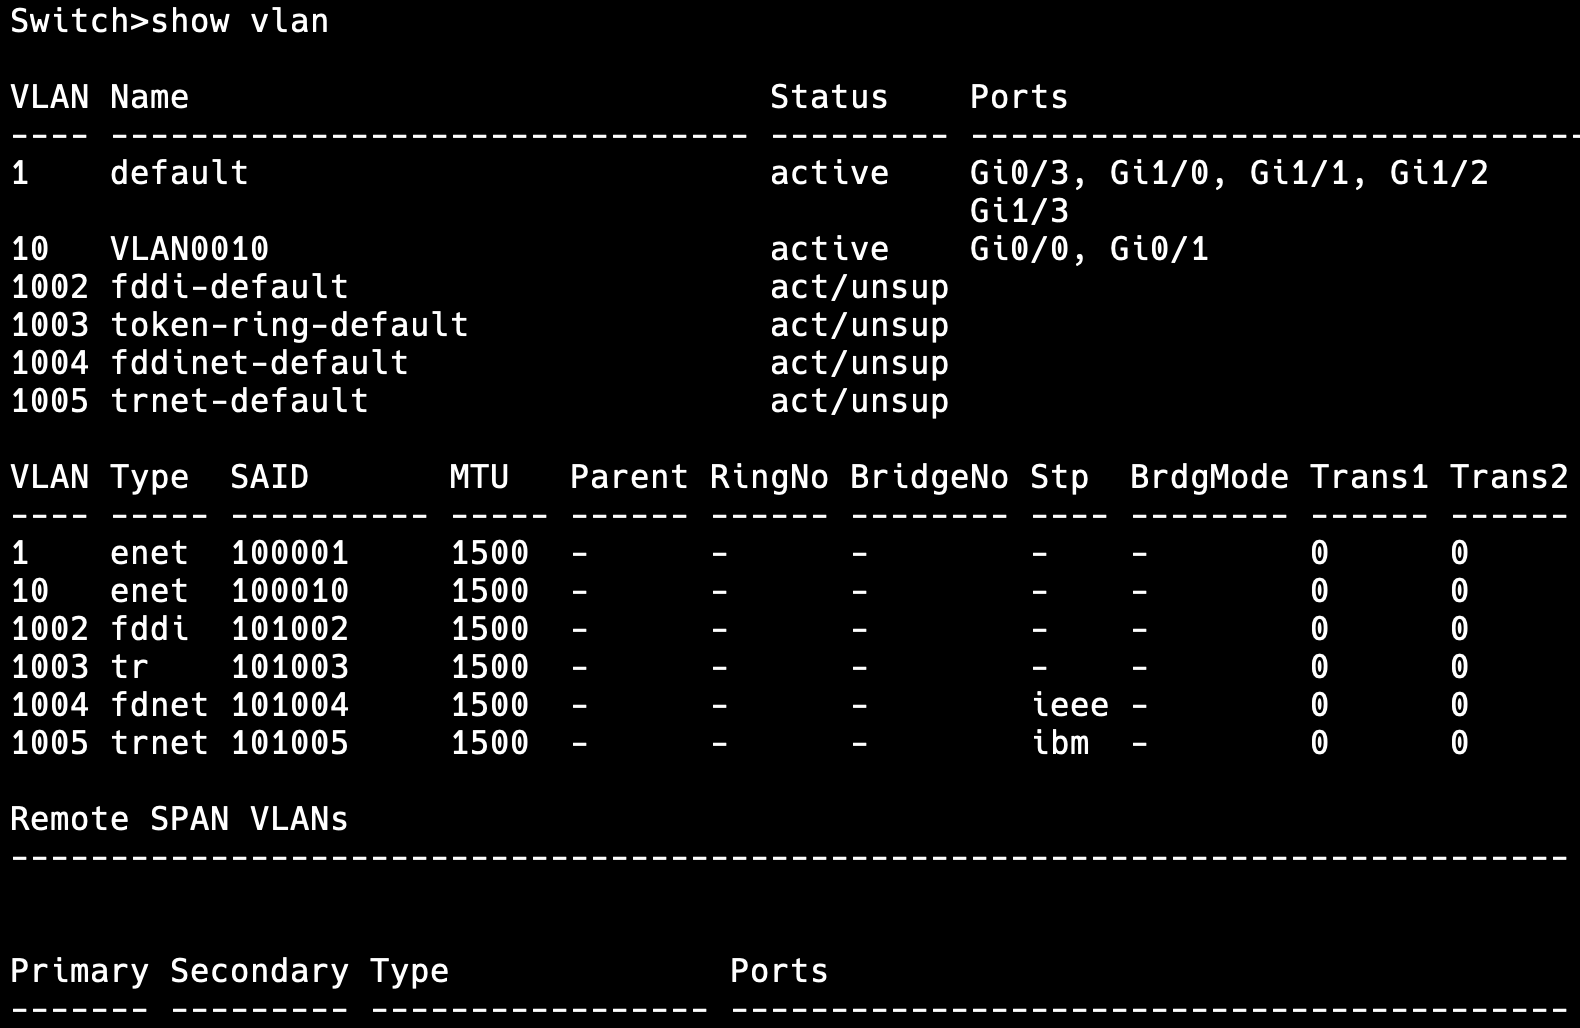 Switch>show vlan

VLAN Name                             Status    Ports
---- -------------------------------- --------- -------------------------------
1    default                          active    Gi0/3, Gi1/0, Gi1/1, Gi1/2
                                                Gi1/3
10   VLAN0010                         active    Gi0/0, Gi0/1
1002 fddi-default                     act/unsup
1003 token-ring-default               act/unsup
1004 fddinet-default                  act/unsup
1005 trnet-default                    act/unsup

VLAN Type  SAID       MTU   Parent RingNo BridgeNo Stp  BrdgMode Trans1 Trans2
---- ----- ---------- ----- ------ ------ -------- ---- -------- ------ ------
1    enet  100001     1500  -      -      -        -    -        0      0
10   enet  100010     1500  -      -      -        -    -        0      0
1002 fddi  101002     1500  -      -      -        -    -        0      0
1003 tr    101003     1500  -      -      -        -    -        0      0
1004 fdnet 101004     1500  -      -      -        ieee -        0      0
1005 trnet 101005     1500  -      -      -        ibm  -        0      0

Remote SPAN VLANs
------------------------------------------------------------------------------


Primary Secondary Type              Ports
------- --------- ----------------- ------------------------------------------